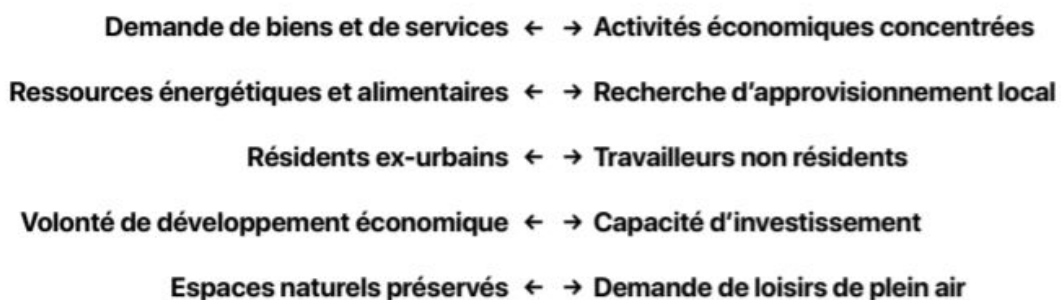 Demande de biens et de services ← → Activités économiques concentrées
Ressources énergétiques et alimentaires ← → Recherche d’approvisionnement local
Résidents ex-urbains ← → Travailleurs non résidents
Volonté de développement économique ← → Capacité d’investissement
Espaces naturels préservés ← → Demande de loisirs de plein air